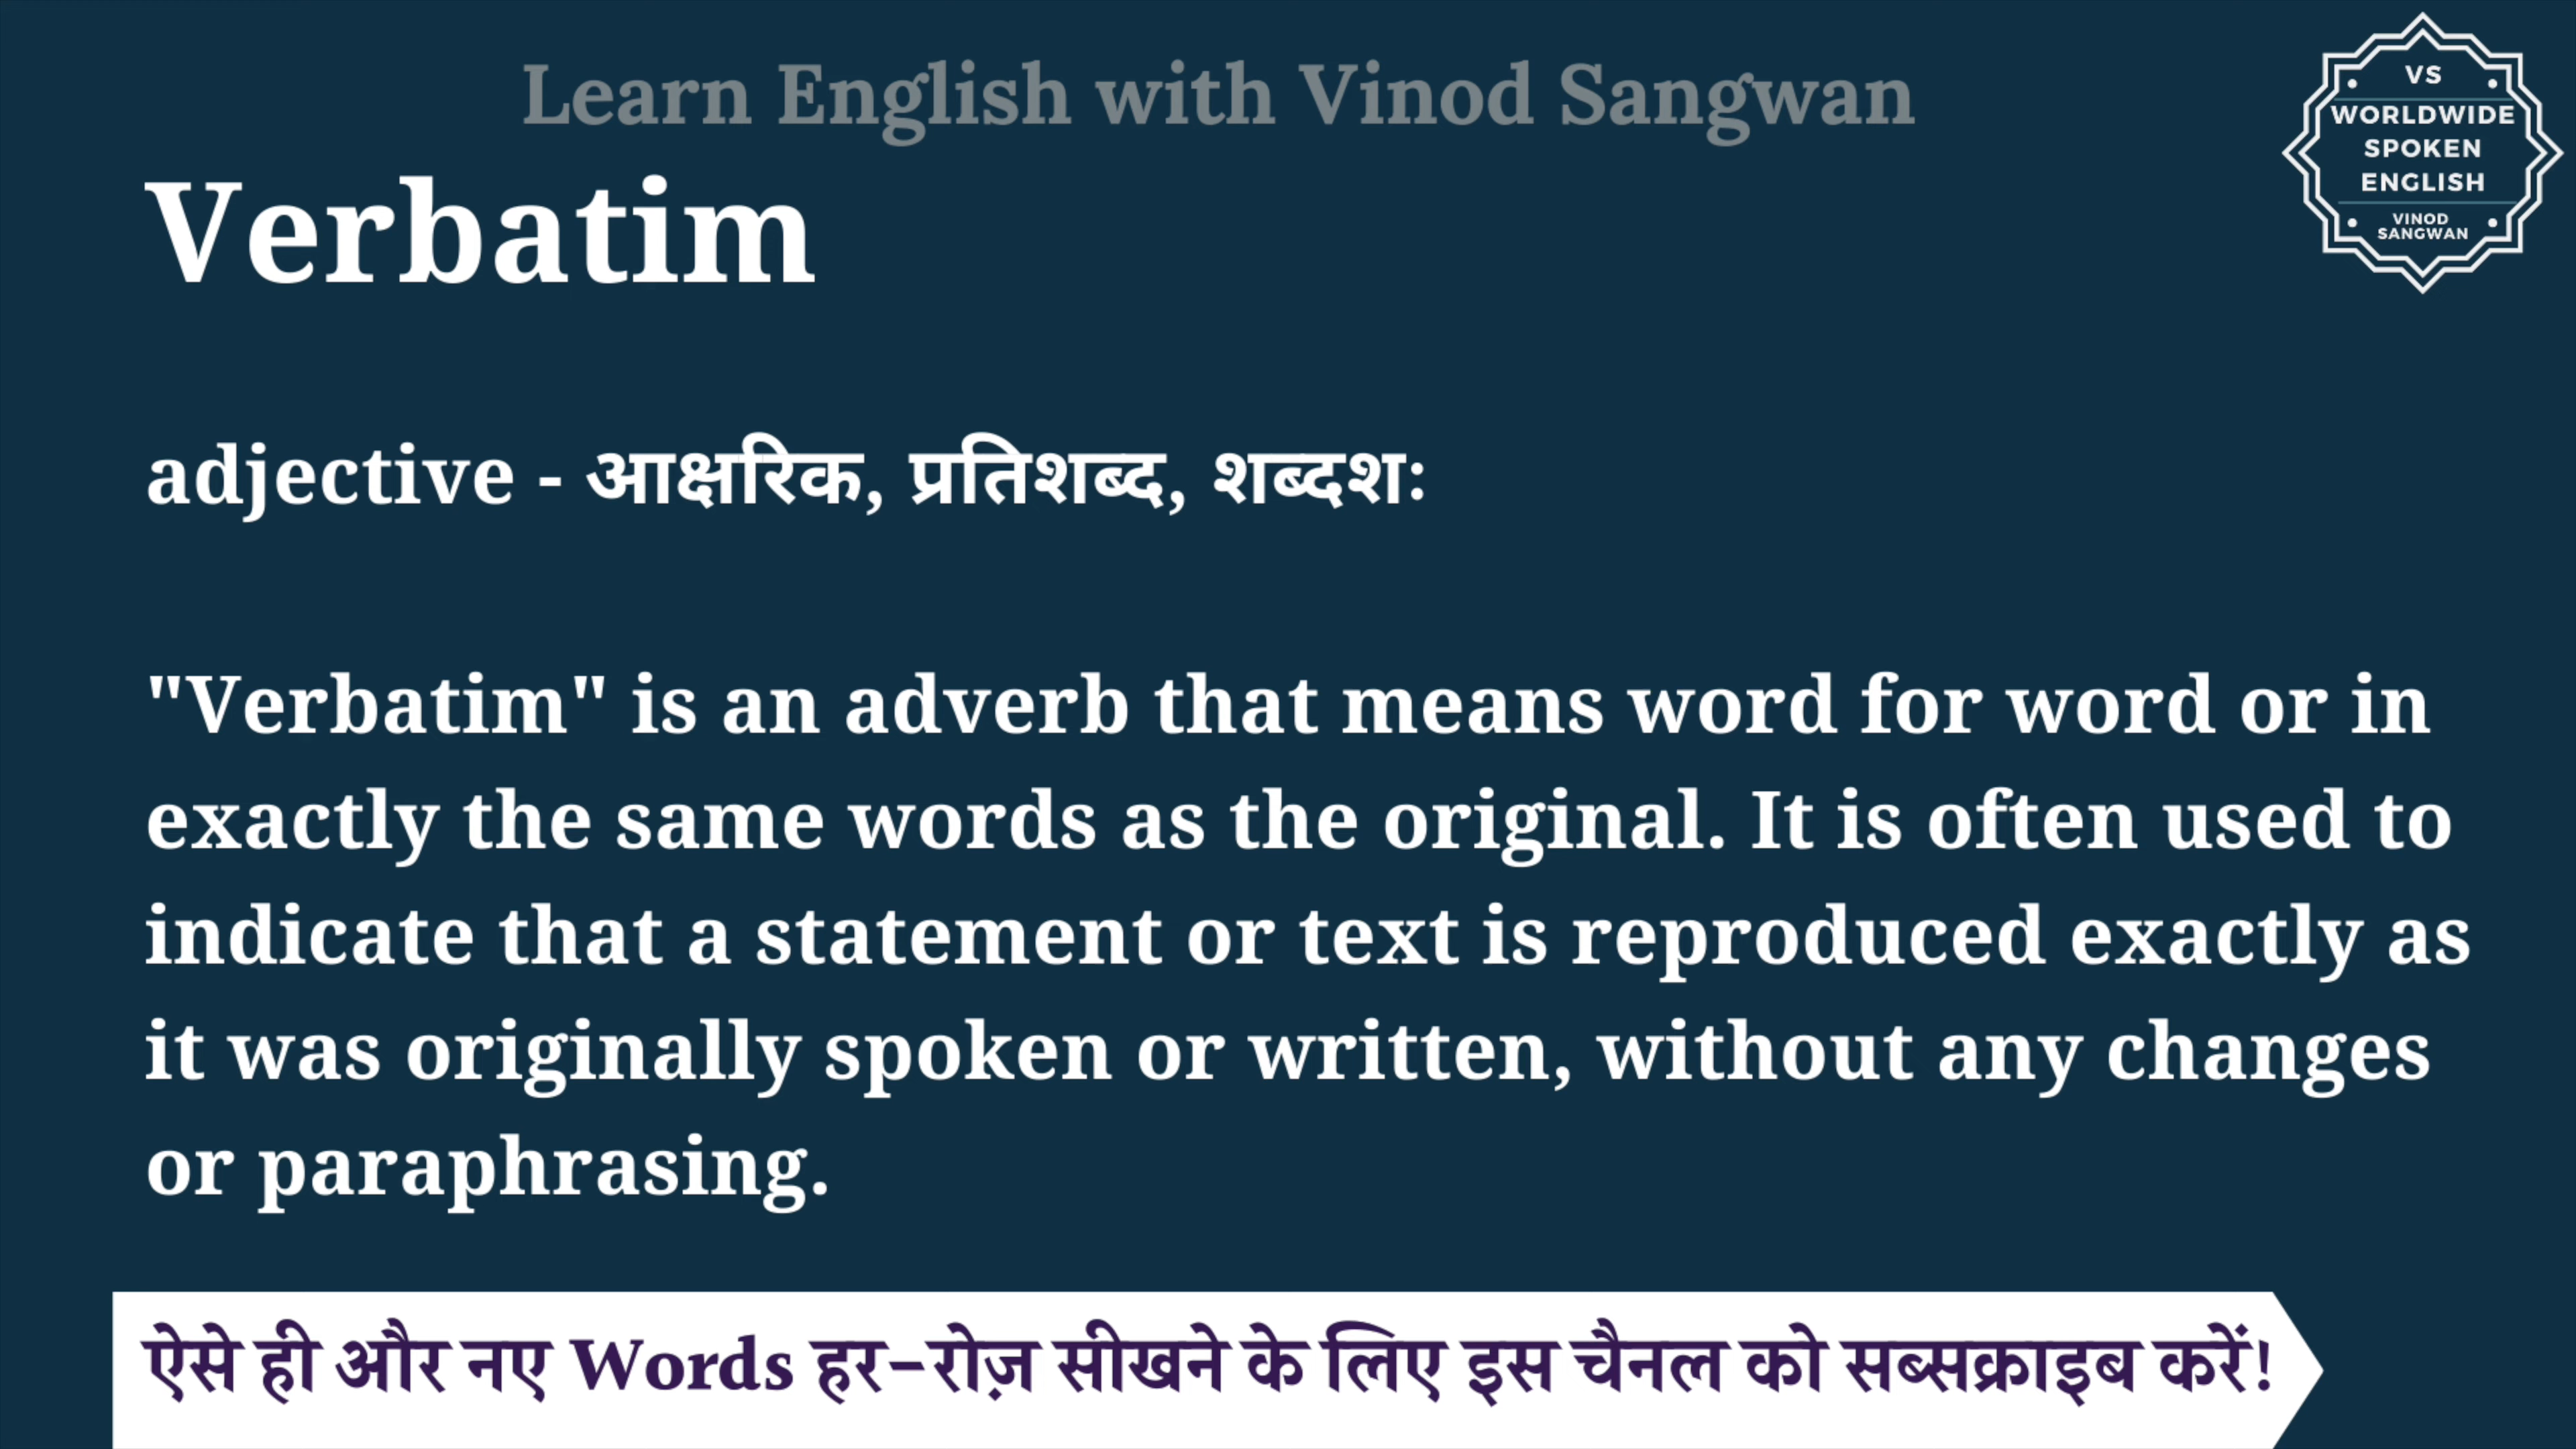 Learn English with Vinod Sangwan
VS
WORLDWIDE
SPOKEN
ENGLISH
VINOD
SANGWAN
Verbatim
adjective - आक्षरिक, प्रतिशब्द, शब्दशः
"Verbatim" is an adverb that means word for word or in
exactly the same words as the original. It is often used to
indicate that a statement or text is reproduced exactly as
it was originally spoken or written, without any changes
or paraphrasing.
ऐसे ही और नए Words हर-रोज़ सीखने के लिए इस चैनल को सब्सक्राइब करें!